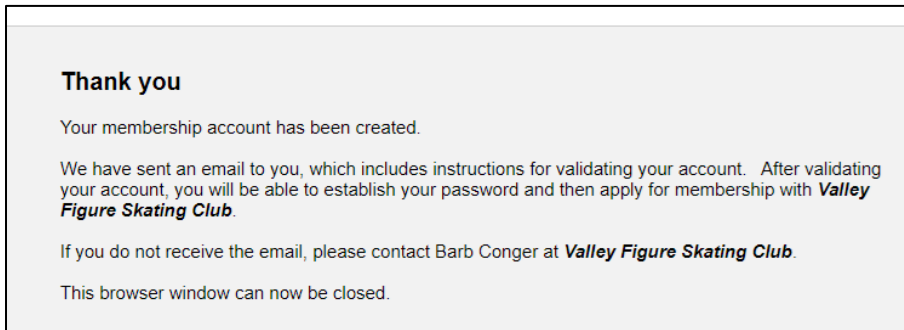 Thank you
Your membership account has been created.
We have sent an email to you, which includes instructions for validating your account.   After validating
your account, you will be able to establish your password and then apply for membership with Valley
Figure Skating Club.
If you do not receive the email, please contact Barb Conger at Valley Figure Skating Club.
This browser window can now be closed.